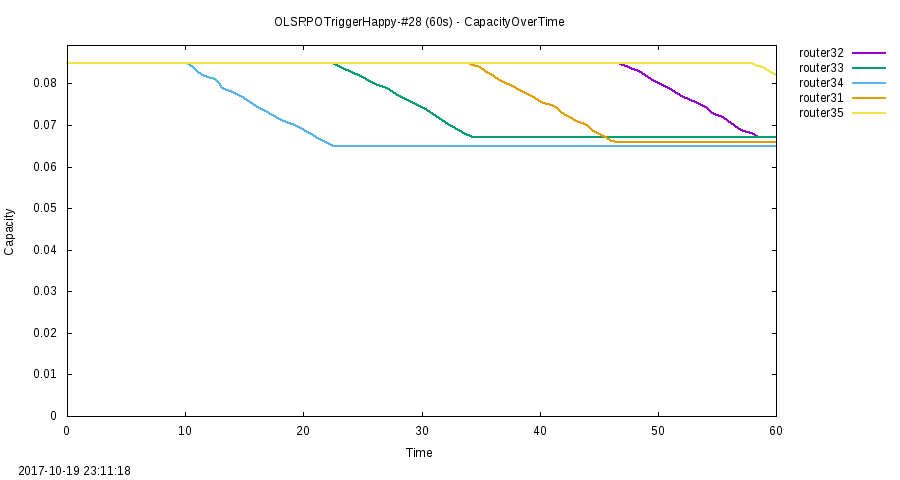 OLSRPOTriggerHappy-#28 (60s) - CapacityOverTime
router32
router33
router34
router31
router35
0.08
0.07
0.06
0.05
0.04
0.03
0.02
0.01
0
Capacity
0 10 20 30 40 50 60
Time
2017-10-19 23:11:18